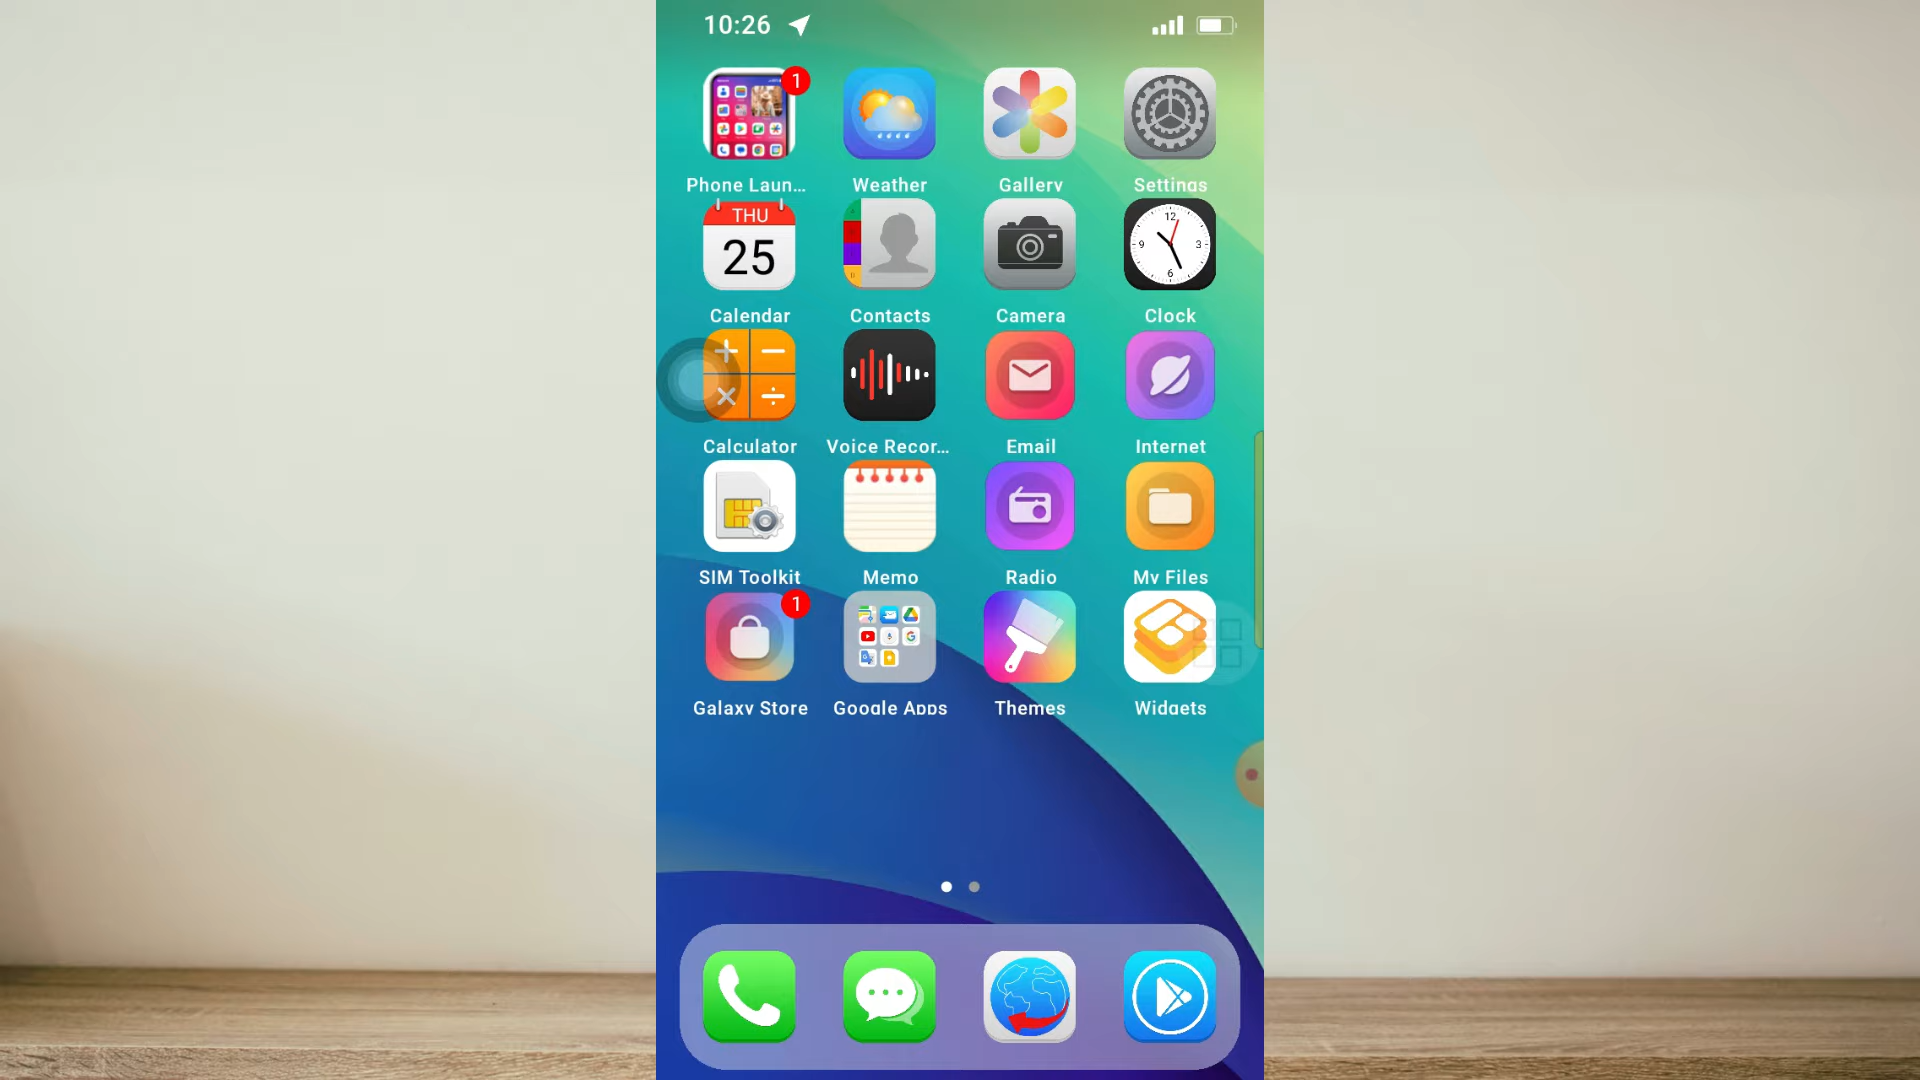 10:26
1
Phone Laun...
Weather
Gallery
Settings
THU
25
12
9
3
6
Calendar
Contacts
Camera
Clock
Calculator
Voice Recor...
Email
Internet
SIM Toolkit
Memo
Radio
My Files
1
Galaxy Store
Google Apps
Themes
Widgets